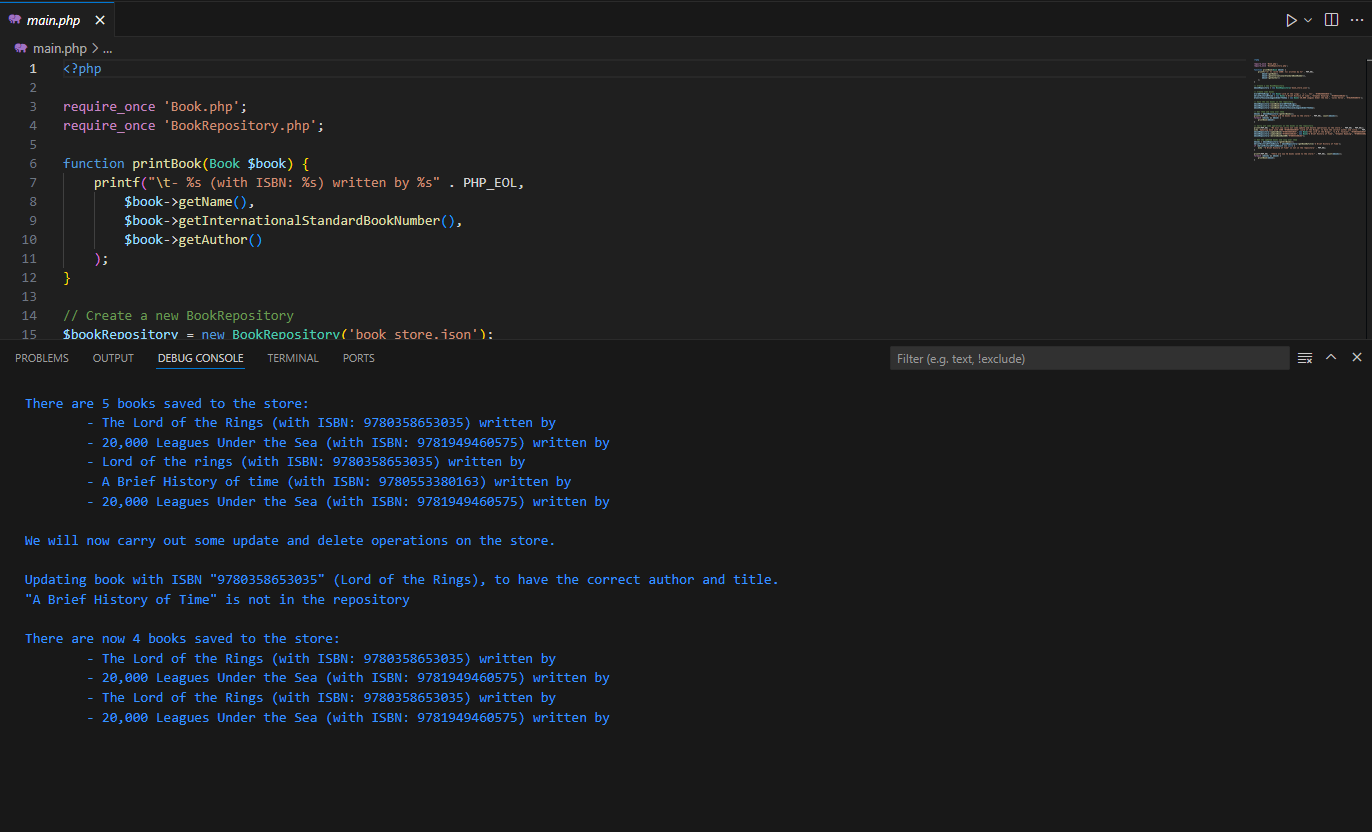 main.php
main.php > ...
1 <?php
2
3 require_once 'Book.php';
4 require_once 'BookRepository.php';
5
6 function printBook(Book $book) {
7 printf("\t- %s (with ISBN: %s) written by %s" . PHP_EOL,
8 $book->getName(),
9 $book->getInternationalStandardBookNumber(),
10 $book->getAuthor()
11 );
12 }
13
14 // Create a new BookRepository
15 $bookRepository = new BookRepository('book_store.json');
PROBLEMS OUTPUT DEBUG CONSOLE TERMINAL PORTS Filter (e.g. text, !exclude)
There are 5 books saved to the store:
- The Lord of the Rings (with ISBN: 9780358653035) written by
- 20,000 Leagues Under the Sea (with ISBN: 9781949460575) written by
- Lord of the rings (with ISBN: 9780358653035) written by
- A Brief History of time (with ISBN: 9780553380163) written by
- 20,000 Leagues Under the Sea (with ISBN: 9781949460575) written by
We will now carry out some update and delete operations on the store.
Updating book with ISBN "9780358653035" (Lord of the Rings), to have the correct author and title.
"A Brief History of Time" is not in the repository
There are now 4 books saved to the store:
- The Lord of the Rings (with ISBN: 9780358653035) written by
- 20,000 Leagues Under the Sea (with ISBN: 9781949460575) written by
- The Lord of the Rings (with ISBN: 9780358653035) written by
- 20,000 Leagues Under the Sea (with ISBN: 9781949460575) written by